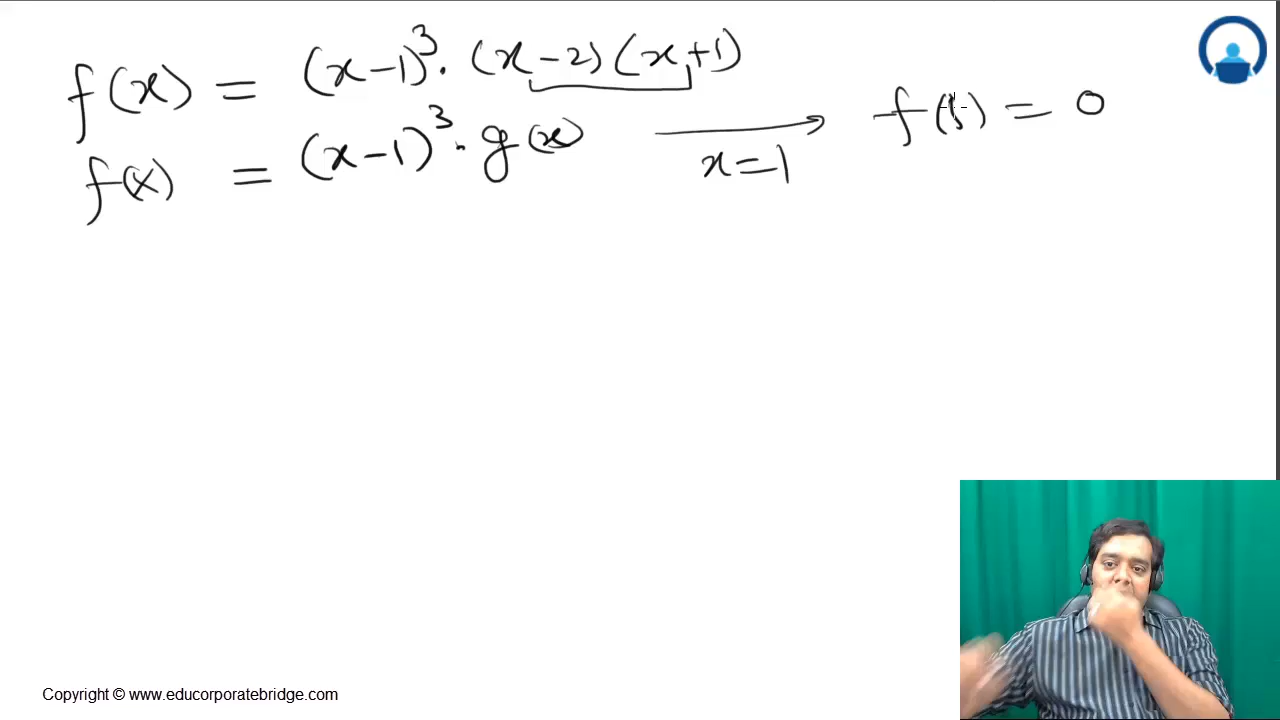 f(x) = (x-1)³. (x-2)(x+1)
f(x) = (x-1)³. g(x) → f(1) = 0
x=1
Copyright © www.educorporatebridge.com